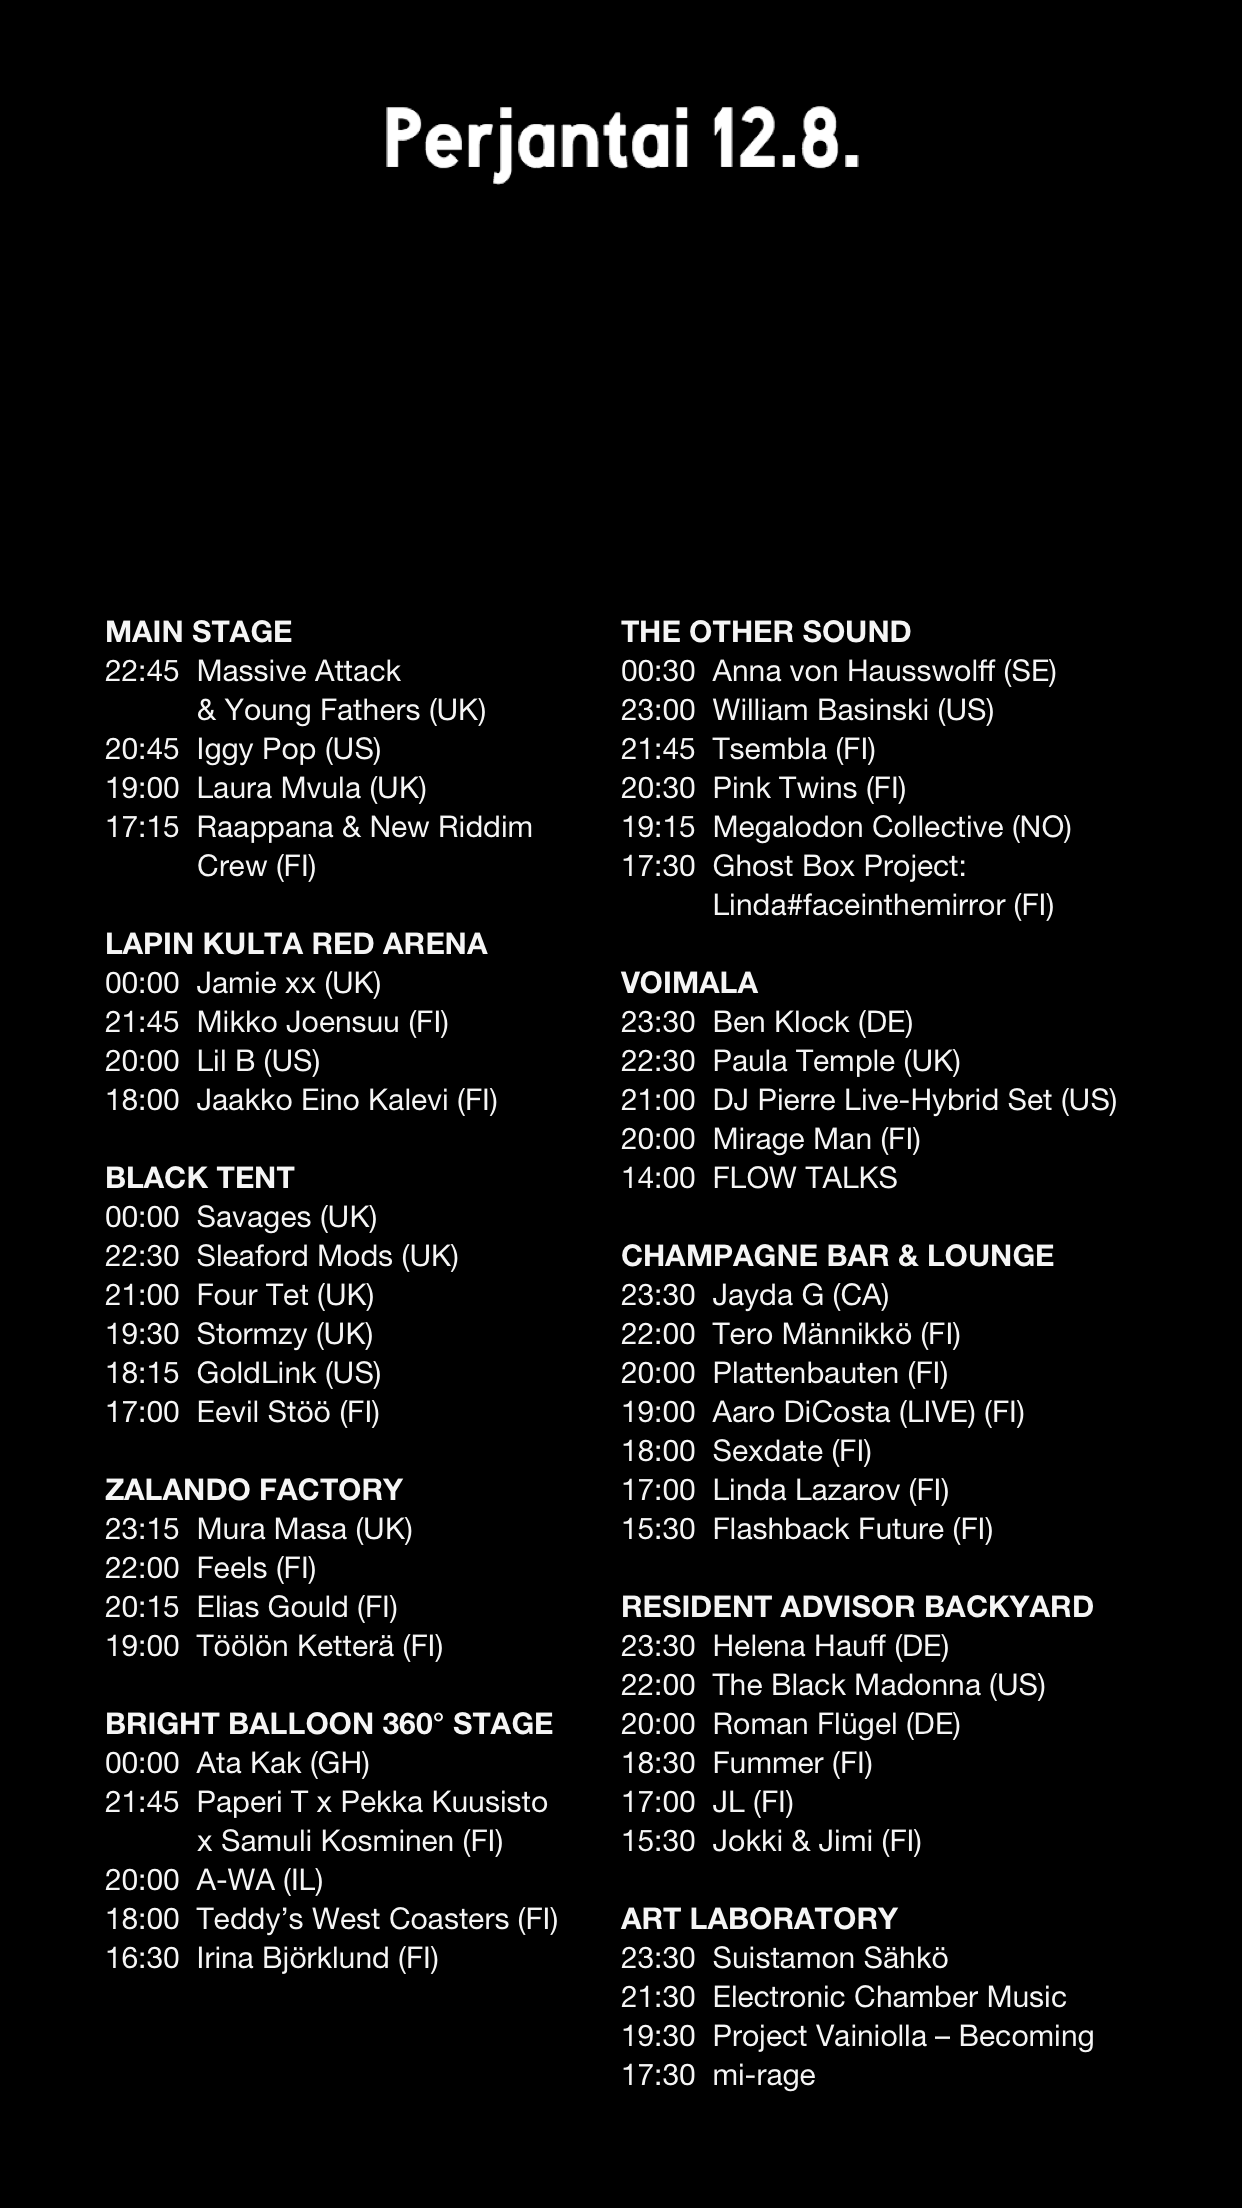 Perjantai 12.8.
MAIN STAGE
22:45 Massive Attack
& Young Fathers (UK)
20:45 Iggy Pop (US)
19:00 Laura Mvula (UK)
17:15 Raappana & New Riddim
Crew (FI)
LAPIN KULTA RED ARENA
00:00 Jamie xx (UK)
21:45 Mikko Joensuu (FI)
20:00 Lil B (US)
18:00 Jaakko Eino Kalevi (FI)
BLACK TENT
00:00 Savages (UK)
22:30 Sleaford Mods (UK)
21:00 Four Tet (UK)
19:30 Stormzy (UK)
18:15 GoldLink (US)
17:00 Eevil Stöö (FI)
ZALANDO FACTORY
23:15 Mura Masa (UK)
22:00 Feels (FI)
20:15 Elias Gould (FI)
19:00 Töölön Ketterä (FI)
BRIGHT BALLOON 360° STAGE
00:00 Ata Kak (GH)
21:45 Paperi T x Pekka Kuusisto
x Samuli Kosminen (FI)
20:00 A-WA (IL)
18:00 Teddy’s West Coasters (FI)
16:30 Irina Björklund (FI)
THE OTHER SOUND
00:30 Anna von Hausswolff (SE)
23:00 William Basinski (US)
21:45 Tsembla (FI)
20:30 Pink Twins (FI)
19:15 Megalodon Collective (NO)
17:30 Ghost Box Project:
Linda#faceinthemirror (FI)
VOIMALA
23:30 Ben Klock (DE)
22:30 Paula Temple (UK)
21:00 DJ Pierre Live-Hybrid Set (US)
20:00 Mirage Man (FI)
14:00 FLOW TALKS
CHAMPAGNE BAR & LOUNGE
23:30 Jayda G (CA)
22:00 Tero Männikkö (FI)
20:00 Plattenbauten (FI)
19:00 Aaro DiCosta (LIVE) (FI)
18:00 Sexdate (FI)
17:00 Linda Lazarov (FI)
15:30 Flashback Future (FI)
RESIDENT ADVISOR BACKYARD
23:30 Helena Hauff (DE)
22:00 The Black Madonna (US)
20:00 Roman Flügel (DE)
18:30 Fummer (FI)
17:00 JL (FI)
15:30 Jokki & Jimi (FI)
ART LABORATORY
23:30 Suistamon Sähkö
21:30 Electronic Chamber Music
19:30 Project Vainiolla – Becoming
17:30 mi-rage